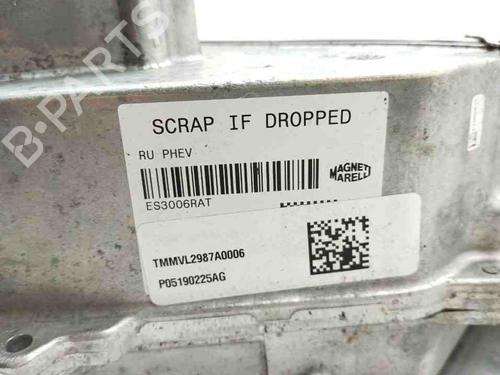 B-PARTS
SCRAP IF DROPPED
RU PHEV
MAGNETI
MARELLI
ES3006RAT
TMMVL2987A0006
P05190225AG